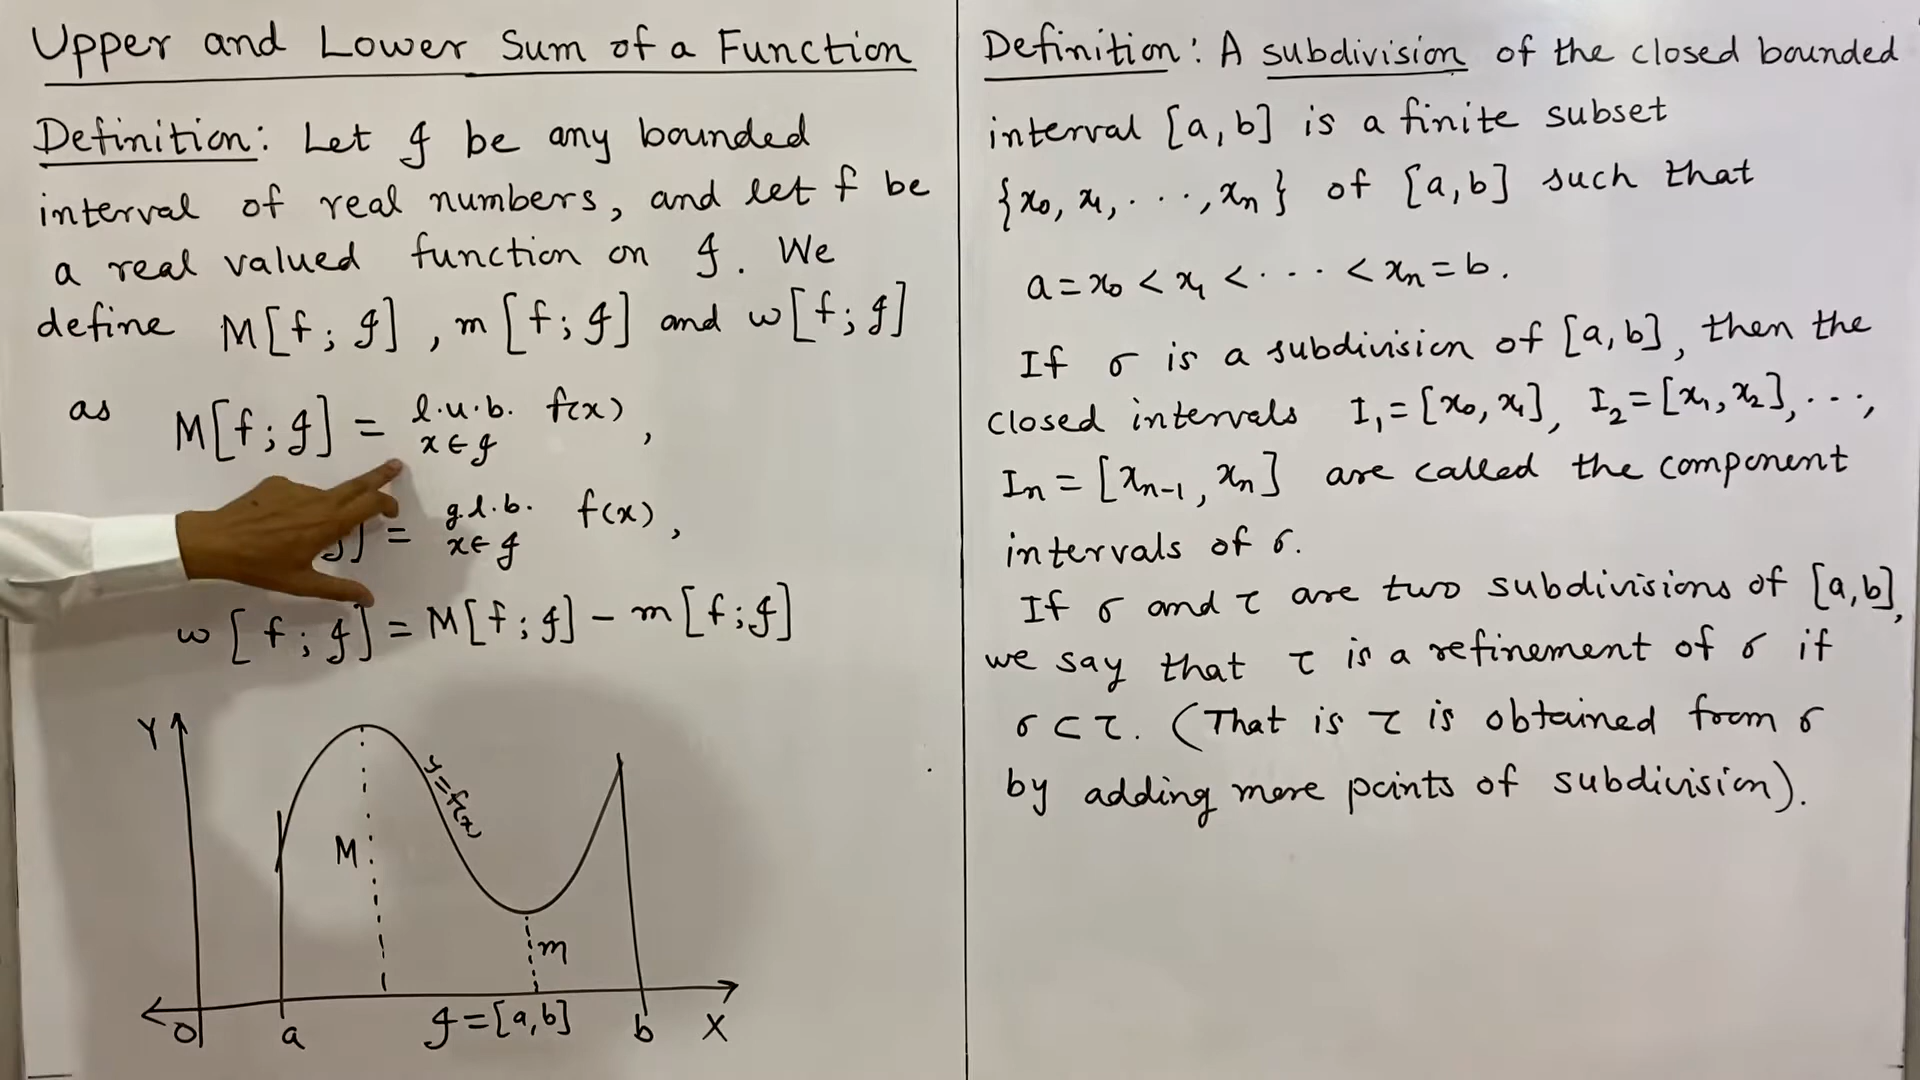 Upper and Lower Sum of a Function
Definition: Let J be any bounded
interval of real numbers, and let f be
a real valued function on J. We
define M[f; J], m[f; J] and w[f; J]
as M[f; J] = l.u.b. f(x),
x∈J
J] = g.l.b. f(x),
x∈J
w[f; J] = M[f; J] - m[f; J]
Y
y=f(x)
M
m
O a J=[a,b] b X
Definition: A subdivision of the closed bounded
interval [a, b] is a finite subset
{x₀, x₁, ..., xₙ} of [a, b] such that
a = x₀ < x₁ < ... < xₙ = b.
If σ is a subdivision of [a, b], then the
closed intervals I₁ = [x₀, x₁], I₂ = [x₁, x₂], ...,
Iₙ = [xₙ₋₁, xₙ] are called the component
intervals of σ.
If σ and τ are two subdivisions of [a, b],
we say that τ is a refinement of σ if
σ ⊂ τ. (That is τ is obtained from σ
by adding more points of subdivision).